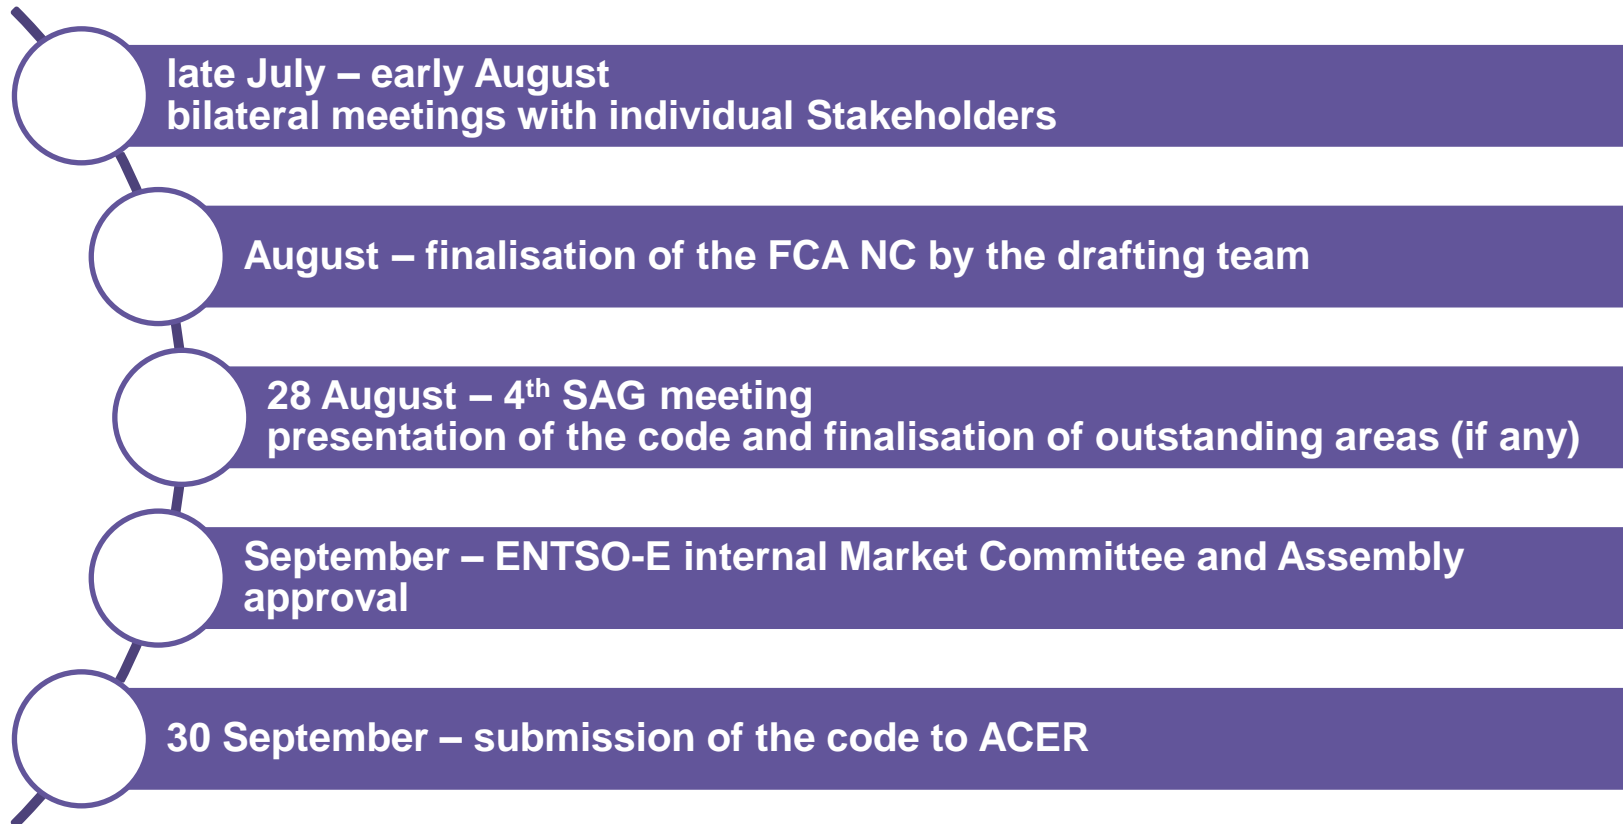 late July – early August
bilateral meetings with individual Stakeholders
August – finalisation of the FCA NC by the drafting team
28 August – 4th SAG meeting
presentation of the code and finalisation of outstanding areas (if any)
September – ENTSO-E internal Market Committee and Assembly
approval
30 September – submission of the code to ACER